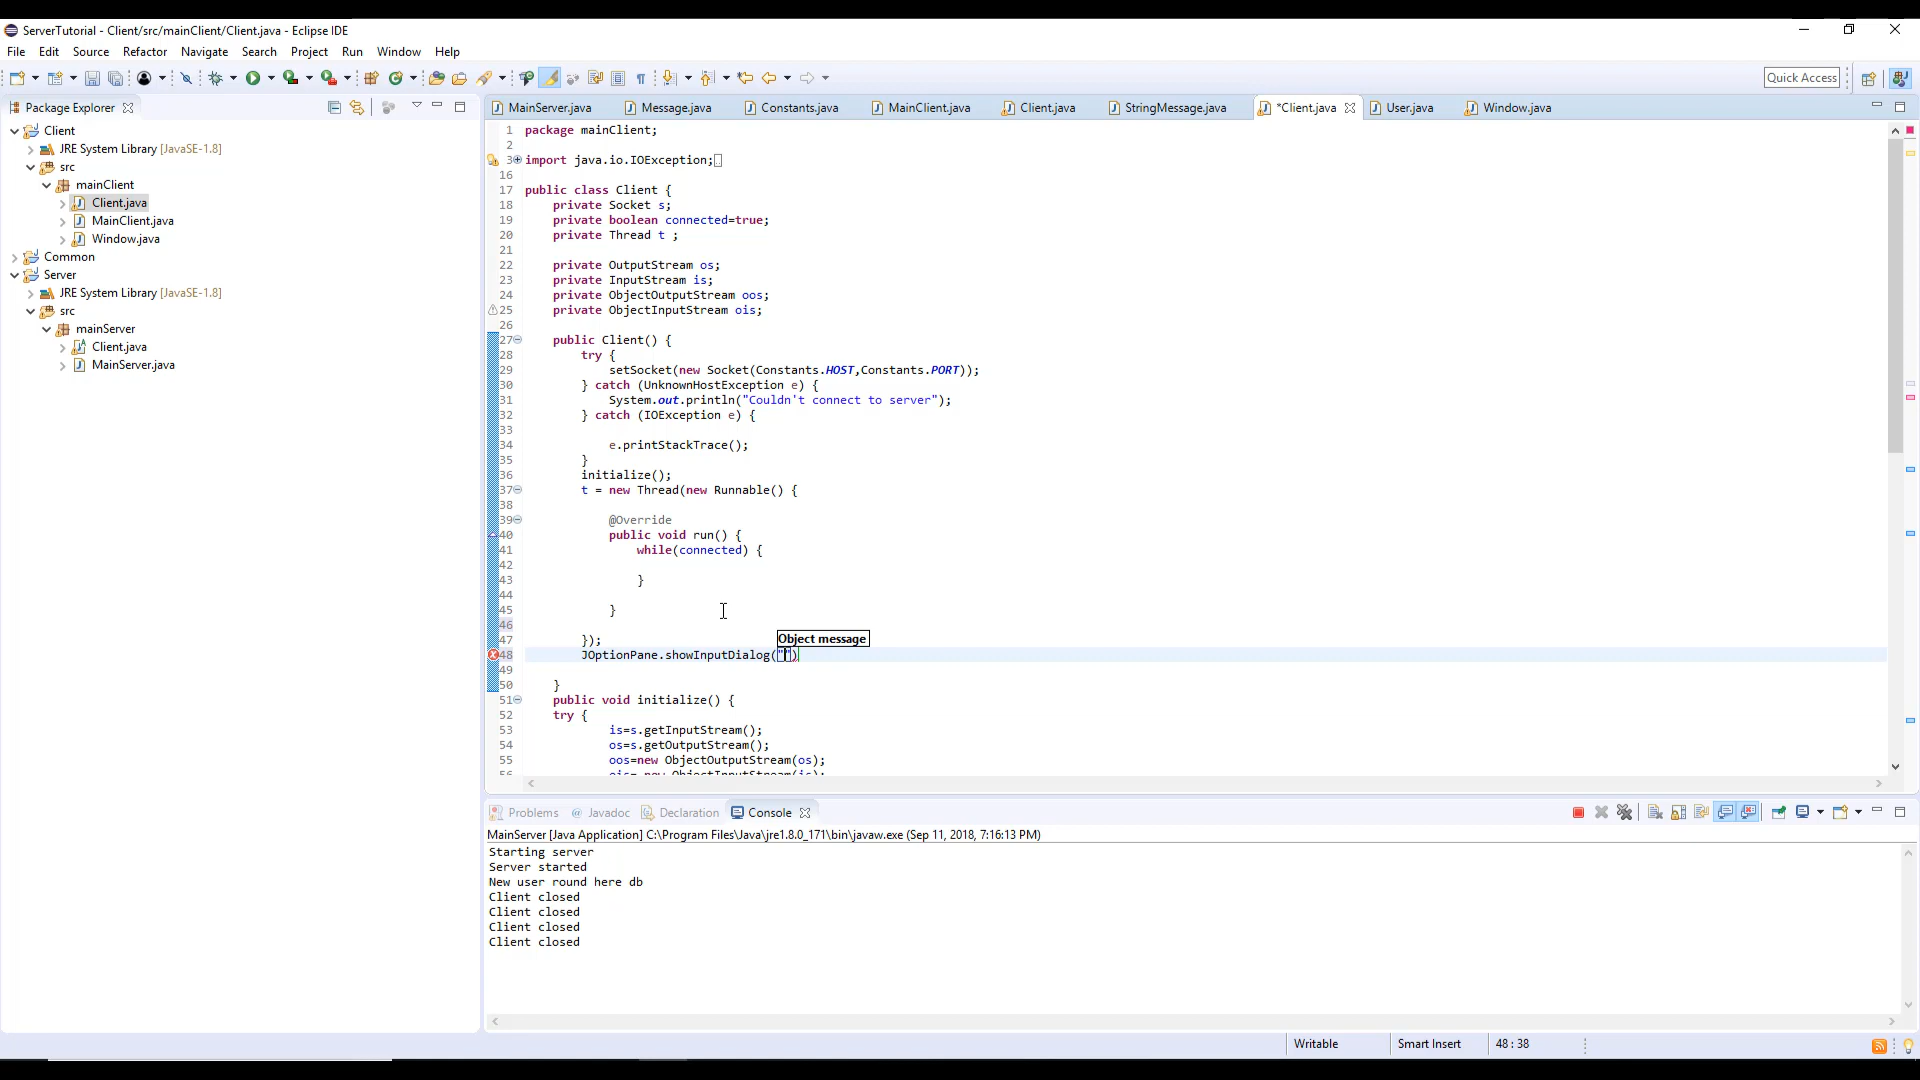 ServerTutorial - Client/src/mainClient/Client.java - Eclipse IDE
File Edit Source Refactor Navigate Search Project Run Window Help
Quick Access
Package Explorer
MainServer.java Message.java Constants.java MainClient.java Client.java StringMessage.java *Client.java User.java Window.java
Client
JRE System Library [JavaSE-1.8]
src
mainClient
Client.java
MainClient.java
Window.java
Common
Server
JRE System Library [JavaSE-1.8]
src
mainServer
Client.java
MainServer.java
1 package mainClient;
2
3 import java.io.IOException;
16
17 public class Client {
18 private Socket s;
19 private boolean connected=true;
20 private Thread t ;
21
22 private OutputStream os;
23 private InputStream is;
24 private ObjectOutputStream oos;
25 private ObjectInputStream ois;
26
27 public Client() {
28 try {
29 setSocket(new Socket(Constants.HOST,Constants.PORT));
30 } catch (UnknownHostException e) {
31 System.out.println("Couldn't connect to server");
32 } catch (IOException e) {
33
34 e.printStackTrace();
35 }
36 initialize();
37 t = new Thread(new Runnable() {
38
39 @Override
40 public void run() {
41 while(connected) {
42
43 }
44
45 }
46
47 });
Object message
48 JOptionPane.showInputDialog("")
49
50 }
51 public void initialize() {
52 try {
53 is=s.getInputStream();
54 os=s.getOutputStream();
55 oos=new ObjectOutputStream(os);
56 ois= new ObjectInputStream(is);
Problems Javadoc Declaration Console
MainServer [Java Application] C:\Program Files\Java\jre1.8.0_171\bin\javaw.exe (Sep 11, 2018, 7:16:13 PM)
Starting server
Server started
New user round here db
Client closed
Client closed
Client closed
Client closed
Writable Smart Insert 48 : 38